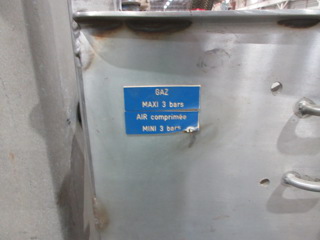 GAZ
MAXI 3 bars
AIR comprimée
MINI 3 bars